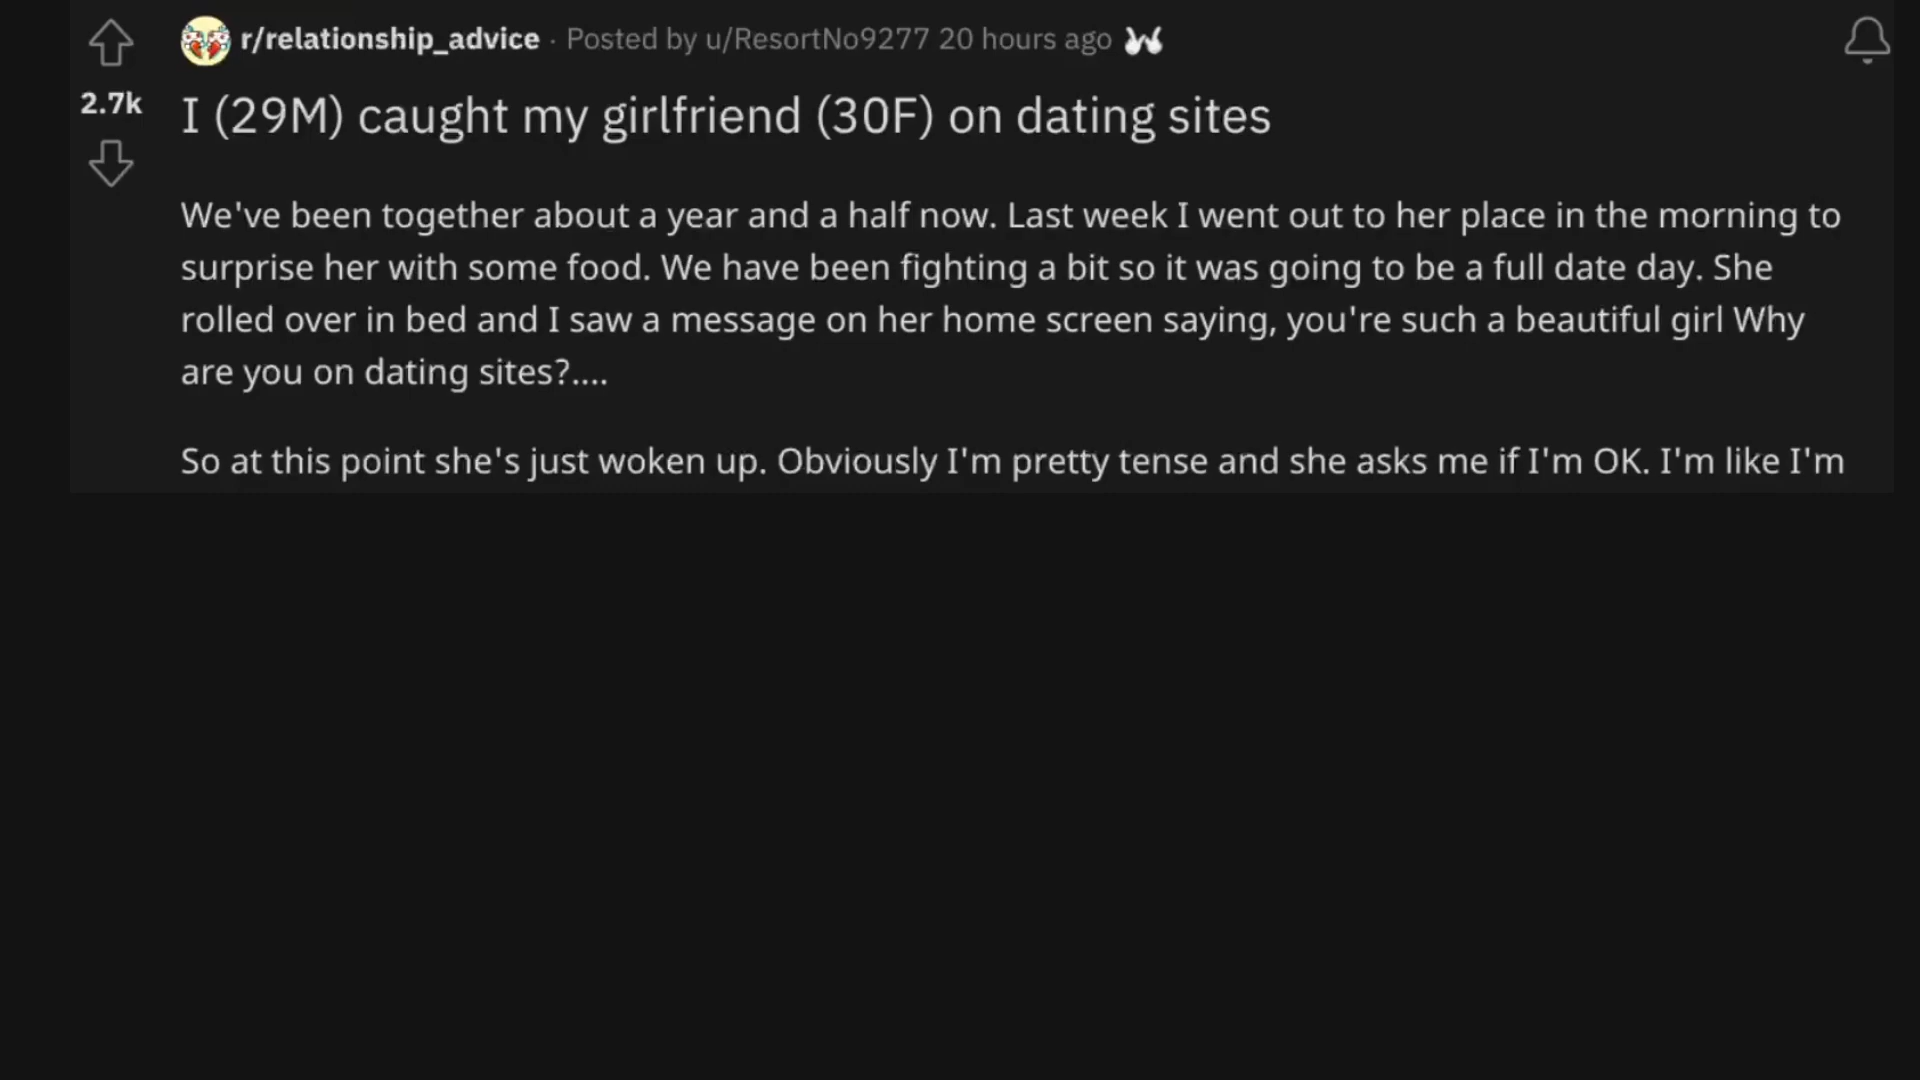 r/relationship_advice · Posted by u/ResortNo9277 20 hours ago
2.7k
I (29M) caught my girlfriend (30F) on dating sites
We've been together about a year and a half now. Last week I went out to her place in the morning to
surprise her with some food. We have been fighting a bit so it was going to be a full date day. She
rolled over in bed and I saw a message on her home screen saying, you're such a beautiful girl Why
are you on dating sites?....
So at this point she's just woken up. Obviously I'm pretty tense and she asks me if I'm OK. I'm like I'm